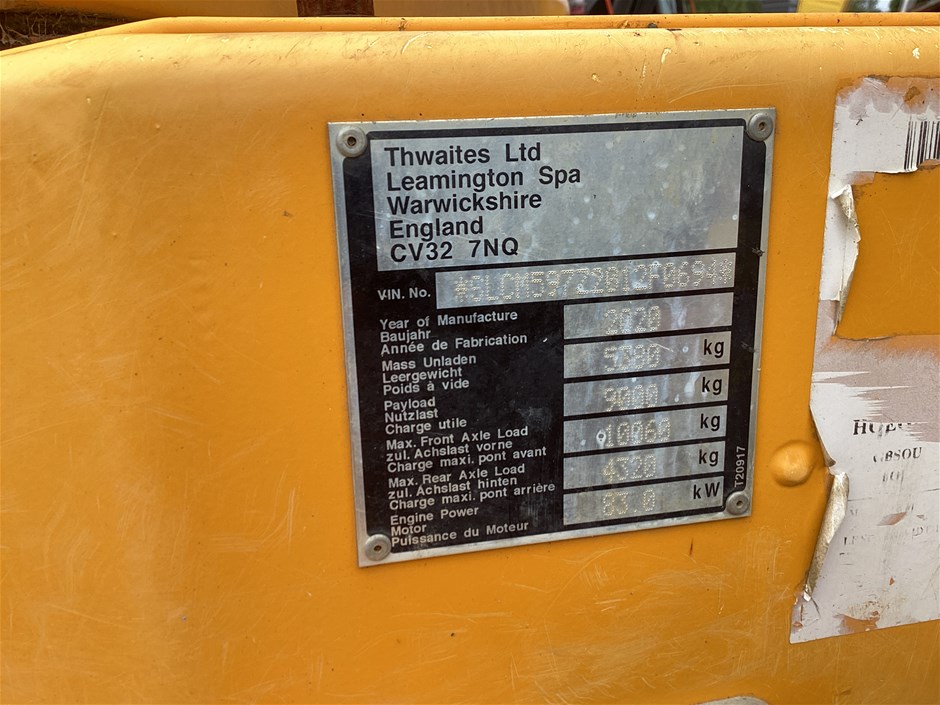 Thwaites Ltd
Leamington Spa
Warwickshire
England
CV32 7NQ
VIN. No. *SLCM59772012F0694*
Year of Manufacture 2020
Baujahr
Année de Fabrication
Mass Unladen 5380 kg
Leergewicht
Poids à vide
Payload 9000 kg
Nutzlast
Charge utile
Max. Front Axle Load 10060 kg
zul. Achslast vorne
Charge maxi. pont avant
Max. Rear Axle Load 4320 kg
zul. Achslast hinten
Charge maxi. pont arrière
Engine Power 83.0 kW
Motor
Puissance du Moteur
T20917